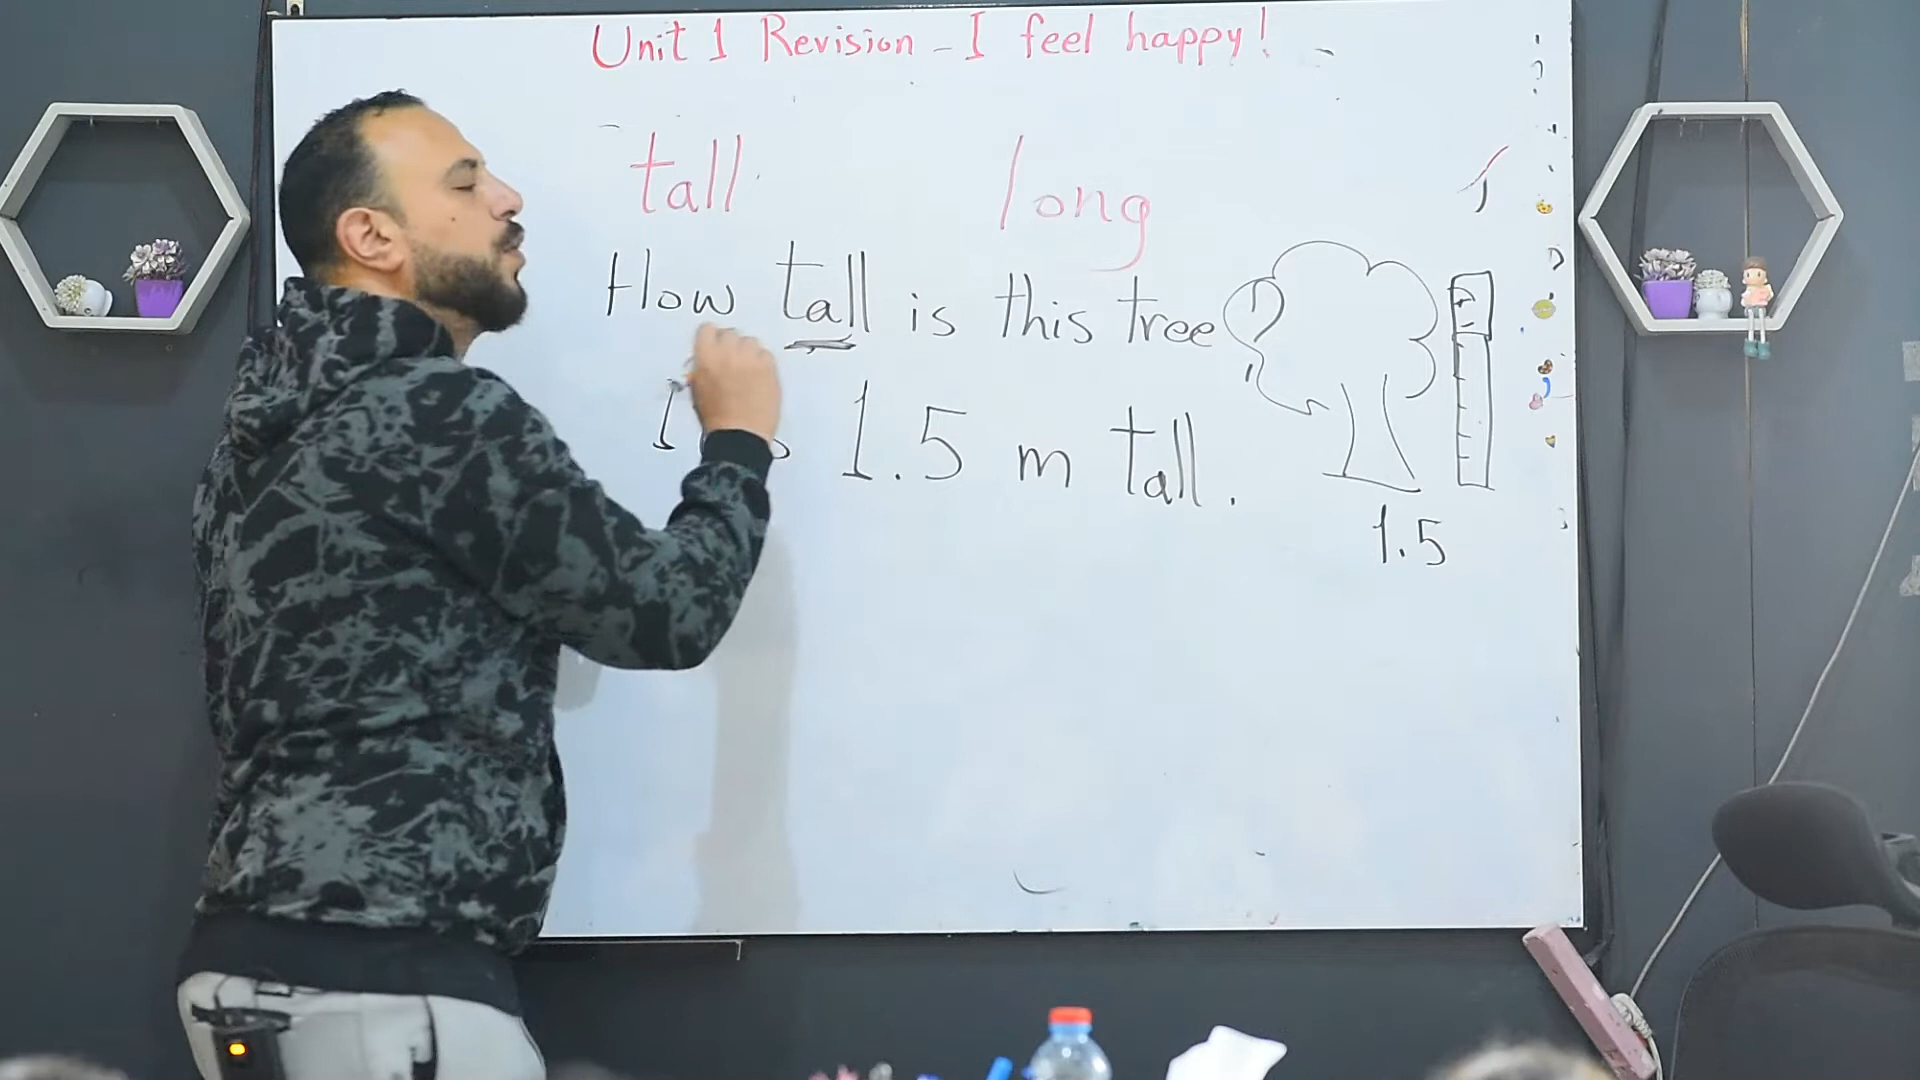 Unit 1 Revision - I feel happy!
tall long
How tall is this tree?
1.5 m tall.
1.5